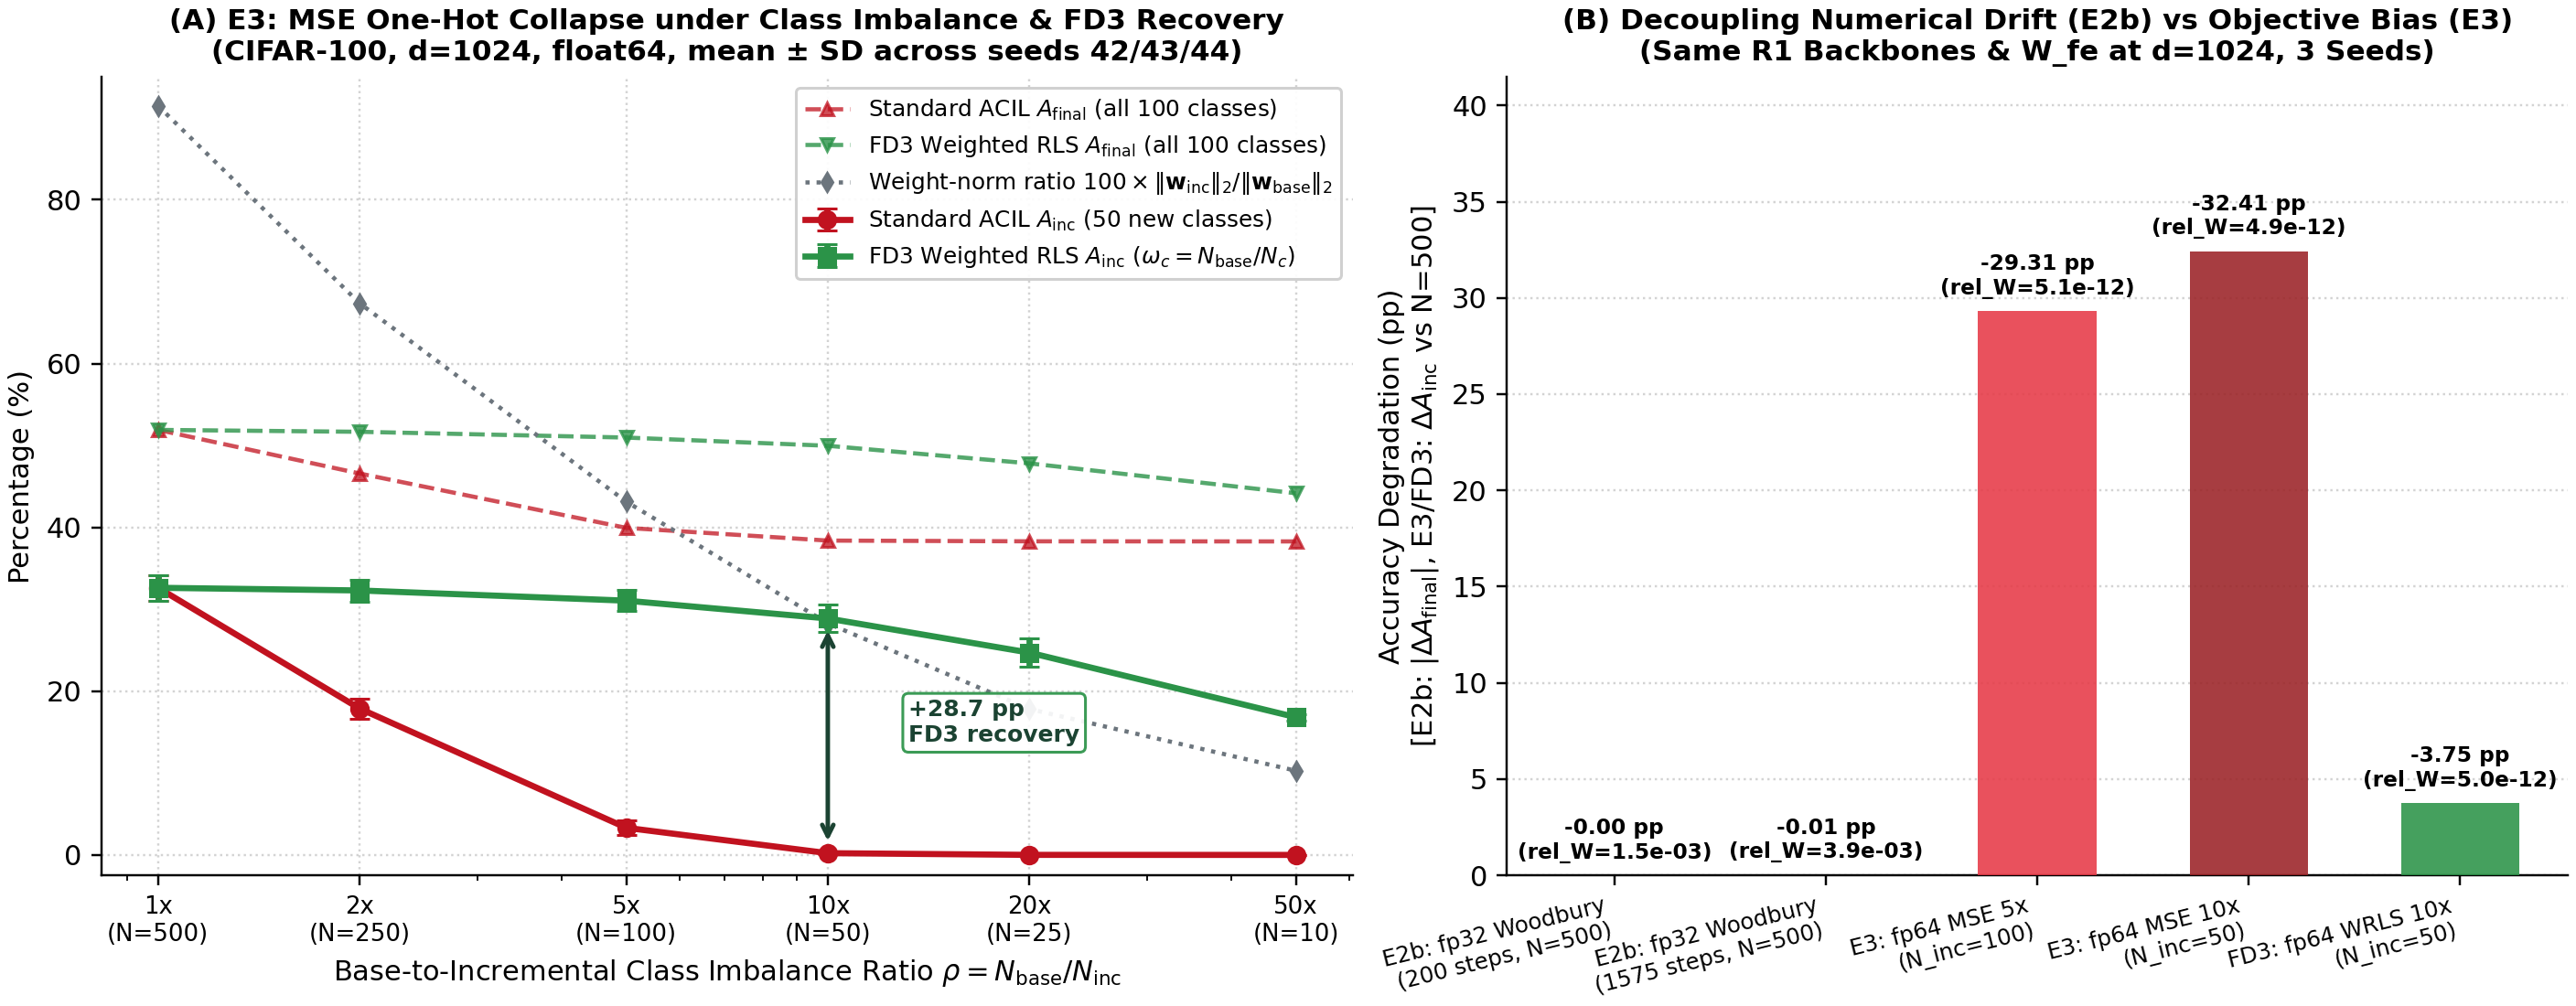 (A) E3: MSE One-Hot Collapse under Class Imbalance & FD3 Recovery
(CIFAR-100, d=1024, float64, mean ± SD across seeds 42/43/44)
Percentage (%)
80
60
40
20
0
Standard ACIL A_final (all 100 classes)
FD3 Weighted RLS A_final (all 100 classes)
Weight-norm ratio 100 × ‖w_inc‖₂/‖w_base‖₂
Standard ACIL A_inc (50 new classes)
FD3 Weighted RLS A_inc (ω_c = N_base/N_c)
+28.7 pp
FD3 recovery
1x
(N=500)
2x
(N=250)
5x
(N=100)
10x
(N=50)
20x
(N=25)
50x
(N=10)
Base-to-Incremental Class Imbalance Ratio ρ = N_base/N_inc
(B) Decoupling Numerical Drift (E2b) vs Objective Bias (E3)
(Same R1 Backbones & W_fe at d=1024, 3 Seeds)
Accuracy Degradation (pp)
[E2b: |ΔA_final|, E3/FD3: ΔA_inc vs N=500]
40
35
30
25
20
15
10
5
0
-0.00 pp
(rel_W=1.5e-03)
-0.01 pp
(rel_W=3.9e-03)
-29.31 pp
(rel_W=5.1e-12)
-32.41 pp
(rel_W=4.9e-12)
-3.75 pp
(rel_W=5.0e-12)
E2b: fp32 Woodbury
(200 steps, N=500)
E2b: fp32 Woodbury
(1575 steps, N=500)
E3: fp64 MSE 5x
(N_inc=100)
E3: fp64 MSE 10x
(N_inc=50)
FD3: fp64 WRLS 10x
(N_inc=50)